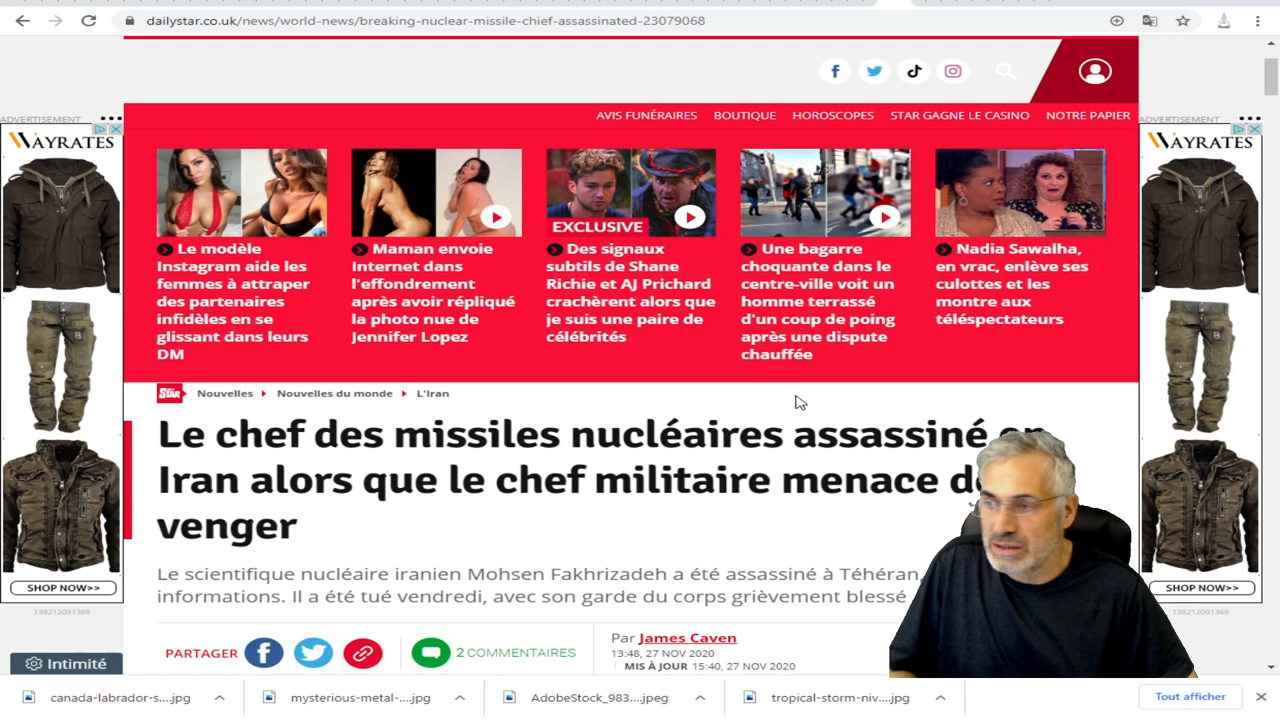 dailystar.co.uk/news/world-news/breaking-nuclear-missile-chief-assassinated-23079068
AVIS FUNÉRAIRES BOUTIQUE HOROSCOPES STAR GAGNE LE CASINO NOTRE PAPIER
ADVERTISEMENT
WAYRATES
SHOP NOW>>
138212091369
ADVERTISEMENT
WAYRATES
SHOP NOW>>
138212091369
Le modèle
Instagram aide les
femmes à attraper
des partenaires
infidèles en se
glissant dans leurs
DM
Maman envoie
Internet dans
l'effondrement
après avoir répliqué
la photo nue de
Jennifer Lopez
EXCLUSIVE
Des signaux
subtils de Shane
Richie et AJ Prichard
crachèrent alors que
je suis une paire de
célébrités
Une bagarre
choquante dans le
centre-ville voit un
homme terrassé
d'un coup de poing
après une dispute
chauffée
Nadia Sawalha,
en vrac, enlève ses
culottes et les
montre aux
téléspectateurs
STAR Nouvelles Nouvelles du monde L'Iran
Le chef des missiles nucléaires assassiné en
Iran alors que le chef militaire menace de
venger
Le scientifique nucléaire iranien Mohsen Fakhrizadeh a été assassiné à Téhéran,
informations. Il a été tué vendredi, avec son garde du corps grièvement blessé
PARTAGER 2 COMMENTAIRES
Par James Caven
13:48, 27 NOV 2020
MIS À JOUR 15:40, 27 NOV 2020
Intimité
canada-labrador-s....jpg mysterious-metal-....jpg AdobeStock_983....jpeg tropical-storm-niv....jpg Tout afficher